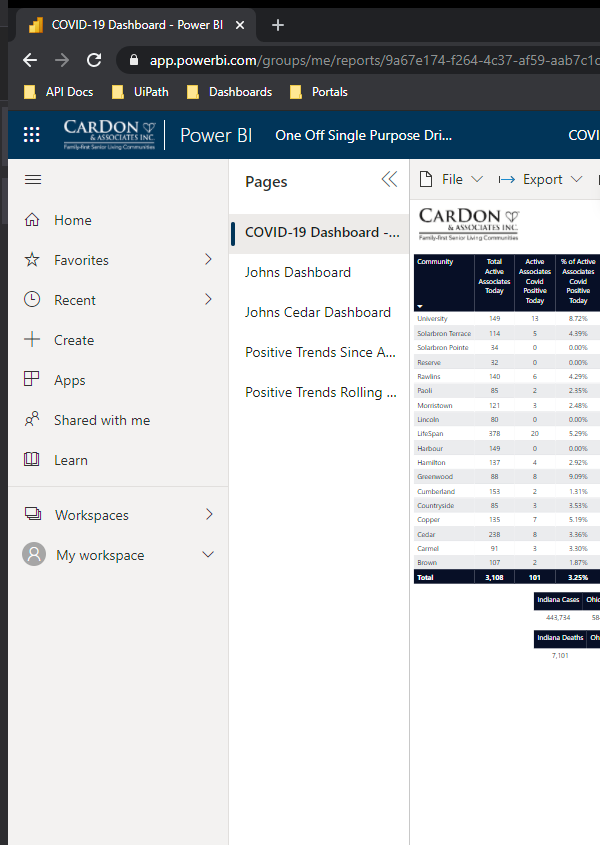 COVID-19 Dashboard - Power BI
app.powerbi.com/groups/me/reports/9a67e174-f264-4c37-af59-aab7c1c
API Docs UiPath Dashboards Portals
CARDON & ASSOCIATES INC Family-first Senior Living Communities Power BI One Off Single Purpose Dri... COVI
Pages
File Export
Home
Favorites
Recent
Create
Apps
Shared with me
Learn
Workspaces
My workspace
COVID-19 Dashboard -...
Johns Dashboard
Johns Cedar Dashboard
Positive Trends Since A...
Positive Trends Rolling ...
CARDON
& ASSOCIATES INC.
Family-first Senior Living Communities
Community Total Active Associates Today Active Associates Covid Positive Today % of Active Associates Covid Positive Today
University 149 13 8.72%
Solarbron Terrace 114 5 4.39%
Solarbron Pointe 34 0 0.00%
Reserve 32 0 0.00%
Rawlins 140 6 4.29%
Paoli 85 2 2.35%
Morristown 121 3 2.48%
Lincoln 80 0 0.00%
LifeSpan 378 20 5.29%
Harbour 149 0 0.00%
Hamilton 137 4 2.92%
Greenwood 88 8 9.09%
Cumberland 153 2 1.31%
Countryside 85 3 3.53%
Copper 135 7 5.19%
Cedar 238 8 3.36%
Carmel 91 3 3.30%
Brown 107 2 1.87%
Total 3,108 101 3.25%
Indiana Cases Ohio
443,734 58
Indiana Deaths Oh
7,101